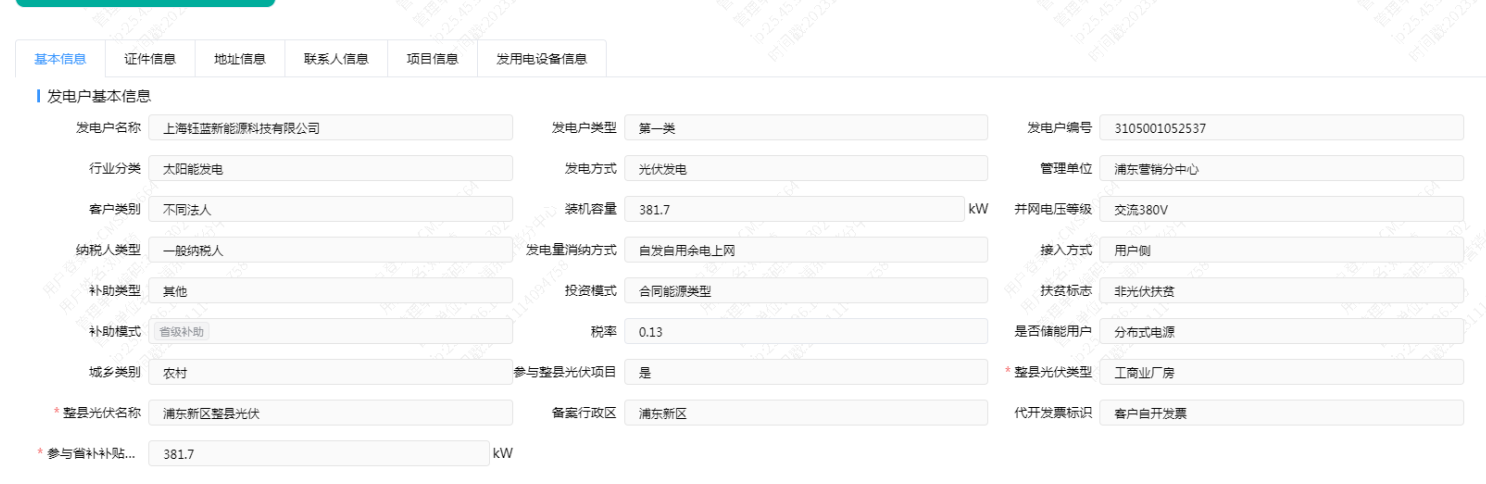 基本信息 证件信息 地址信息 联系人信息 项目信息 发用电设备信息
发电户基本信息
发电户名称 上海钰蓝新能源科技有限公司 发电户类型 第一类 发电户编号 3105001052537
行业分类 太阳能发电 发电方式 光伏发电 管理单位 浦东营销分中心
客户类别 不同法人 装机容量 381.7 kW 并网电压等级 交流380V
纳税人类型 一般纳税人 发电量消纳方式 自发自用余电上网 接入方式 用户侧
补助类型 其他 投资模式 合同能源类型 扶贫标志 非光伏扶贫
补助模式 省级补助 税率 0.13 是否储能用户 分布式电源
城乡类别 农村 参与整县光伏项目 是 * 整县光伏类型 工商业厂房
* 整县光伏名称 浦东新区整县光伏 备案行政区 浦东新区 代开发票标识 客户自开发票
* 参与省补补贴... 381.7 kW